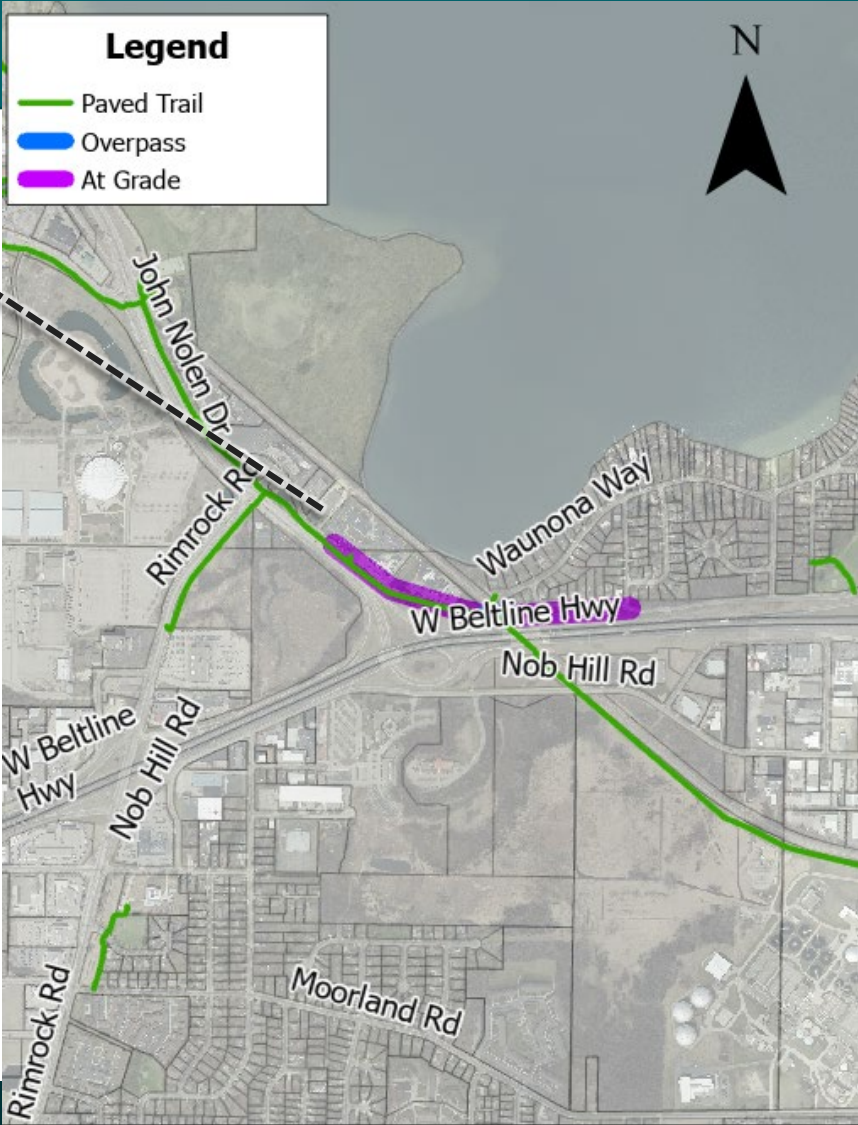 Legend
Paved Trail
Overpass
At Grade
N
John Nolen Dr
Rimrock Rd
Waunona Way
W Beltline Hwy
Nob Hill Rd
W Beltline
Hwy
Nob Hill Rd
Moorland Rd
Rimrock Rd